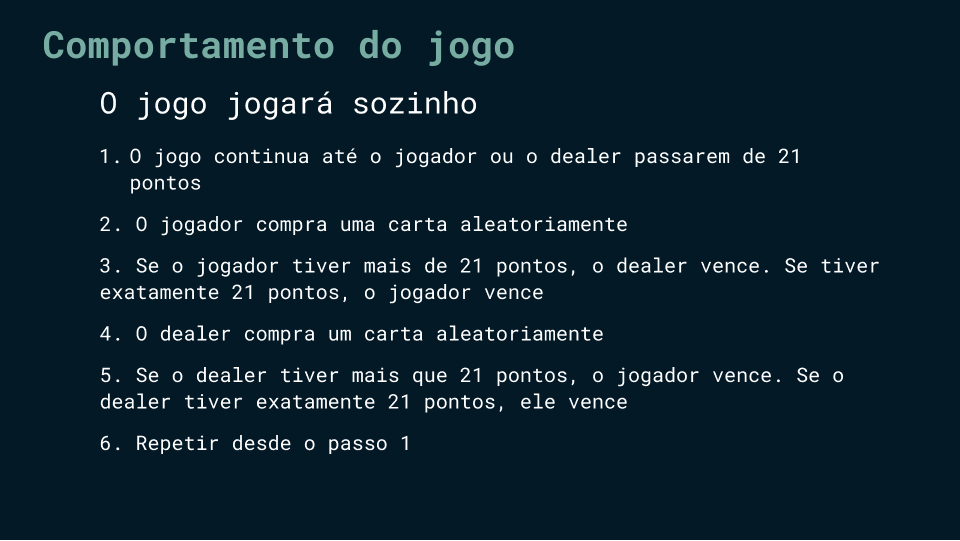 Comportamento do jogo
O jogo jogará sozinho
1. O jogo continua até o jogador ou o dealer passarem de 21
pontos
2. O jogador compra uma carta aleatoriamente
3. Se o jogador tiver mais de 21 pontos, o dealer vence. Se tiver
exatamente 21 pontos, o jogador vence
4. O dealer compra um carta aleatoriamente
5. Se o dealer tiver mais que 21 pontos, o jogador vence. Se o
dealer tiver exatamente 21 pontos, ele vence
6. Repetir desde o passo 1